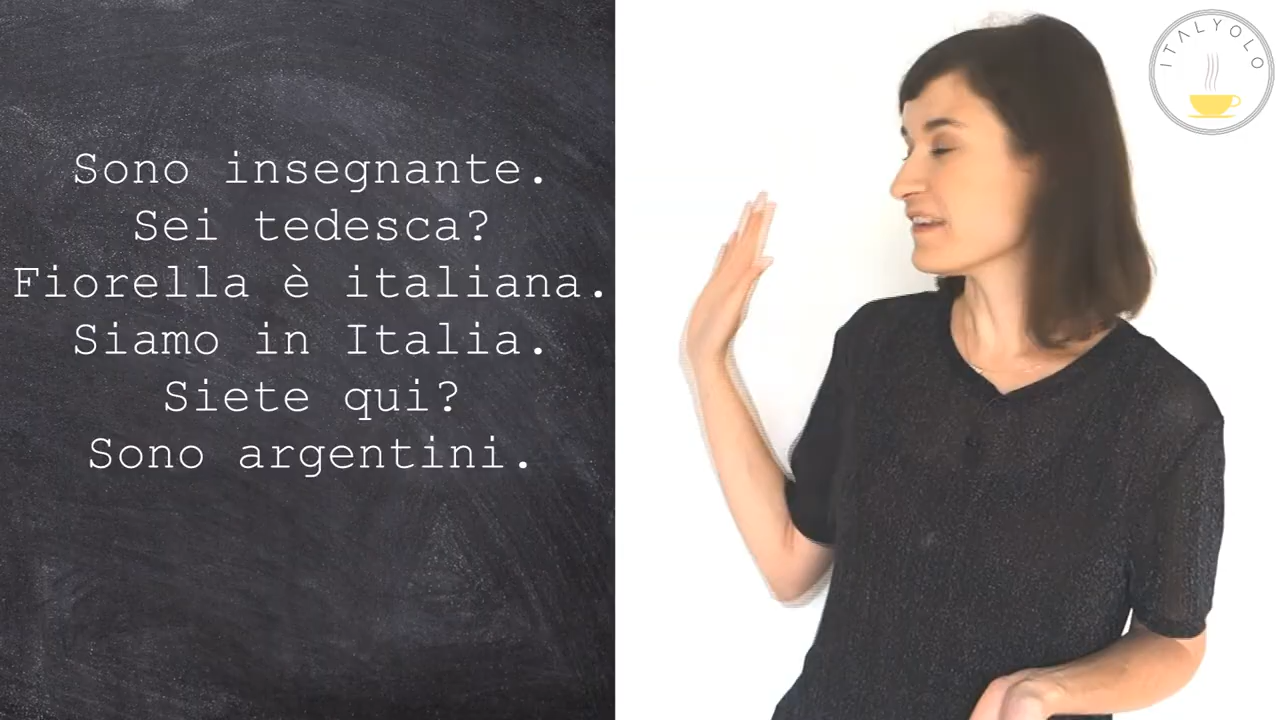 Sono insegnante.
Sei tedesca?
Fiorella è italiana.
Siamo in Italia.
Siete qui?
Sono argentini.
ITALYOLO